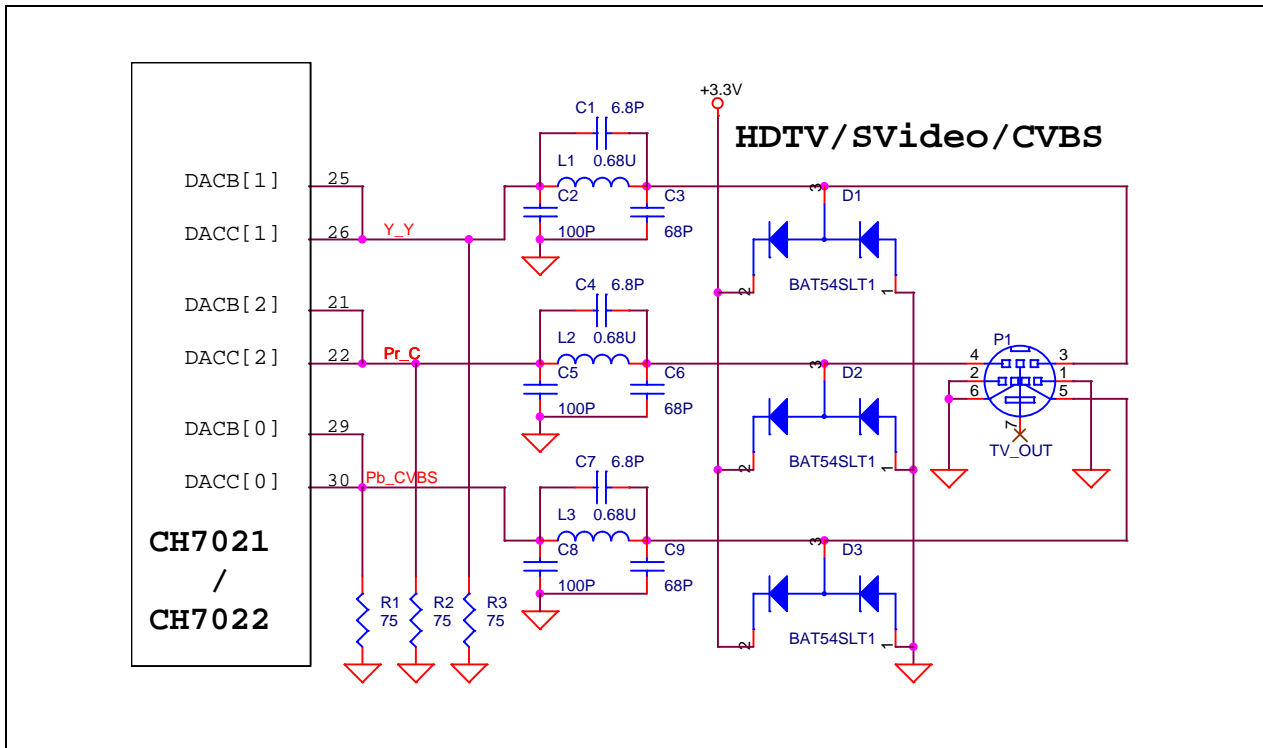 +3.3V
HDTV/SVideo/CVBS
C1 6.8P
L1 0.68U
DACB[1] 25
C2 C3
D1
DACC[1] 26 Y_Y
100P 68P
3
2 BAT54SLT1 1
C4 6.8P
L2 0.68U
DACB[2] 21
DACC[2] 22 Pr_C
C5 C6
D2
100P 68P
3
2 BAT54SLT1 1
P1
4 3
2 1
6 5
7
TV_OUT
DACB[0] 29
C7 6.8P
L3 0.68U
DACC[0] 30 Pb_CVBS
C8 C9
D3
100P 68P
3
2 BAT54SLT1 1
CH7021
/
CH7022
R1 R2 R3
75 75 75